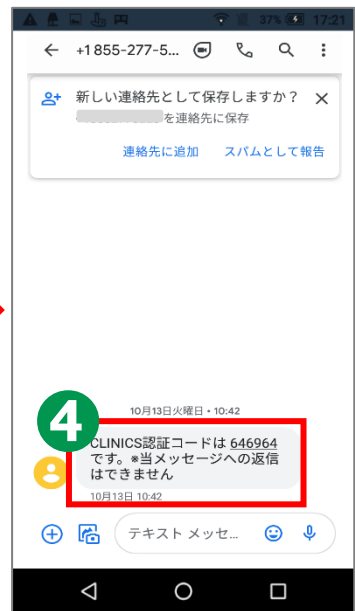 37% 17:21
+1 855-277-5...
新しい連絡先として保存しますか？
を連絡先に保存
連絡先に追加 スパムとして報告
10月13日火曜日・10:42
4
CLINICS認証コードは 646964
です。※当メッセージへの返信
はできません
10月13日 10:42
テキスト メッセ...